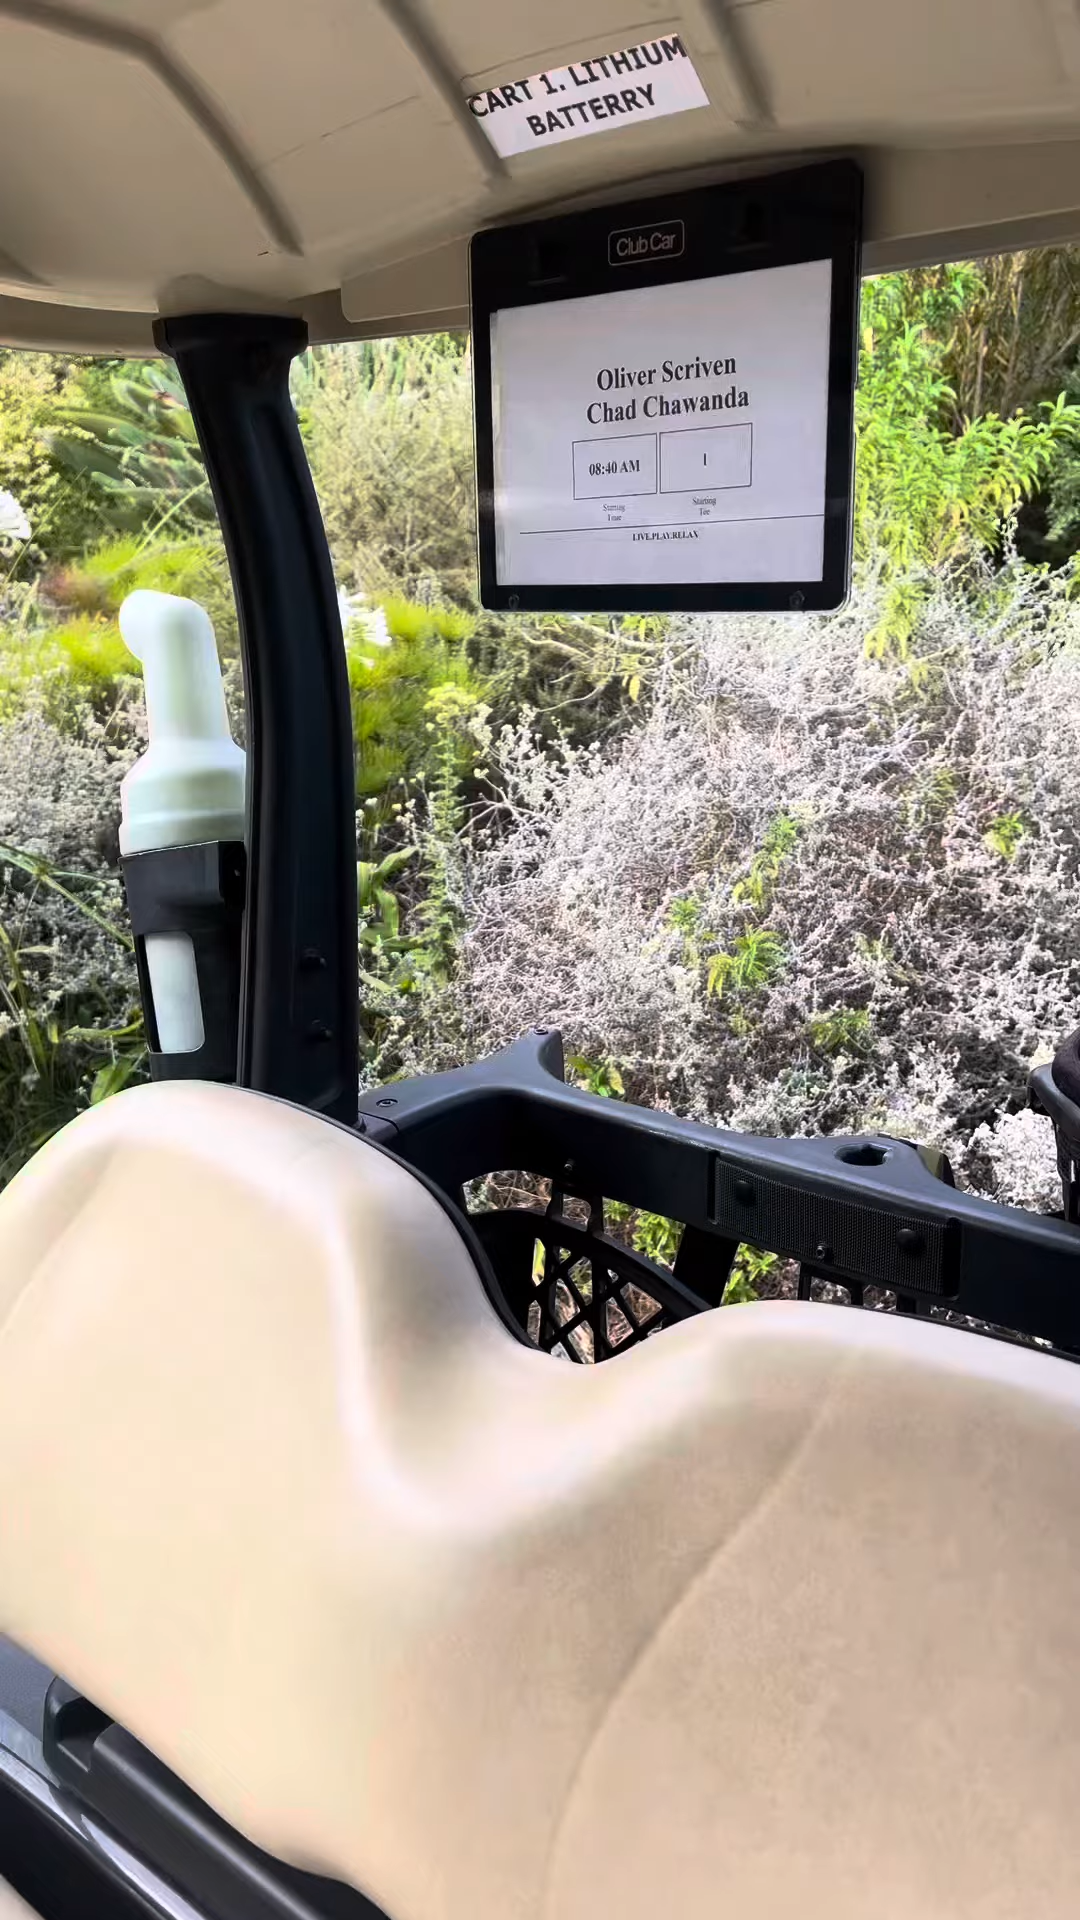 CART 1. LITHIUM
BATTERRY
Club Car
Oliver Scriven
Chad Chawanda
08:40 AM
1
Starting
Time
Starting
Tee
LIVE.PLAY.RELAX